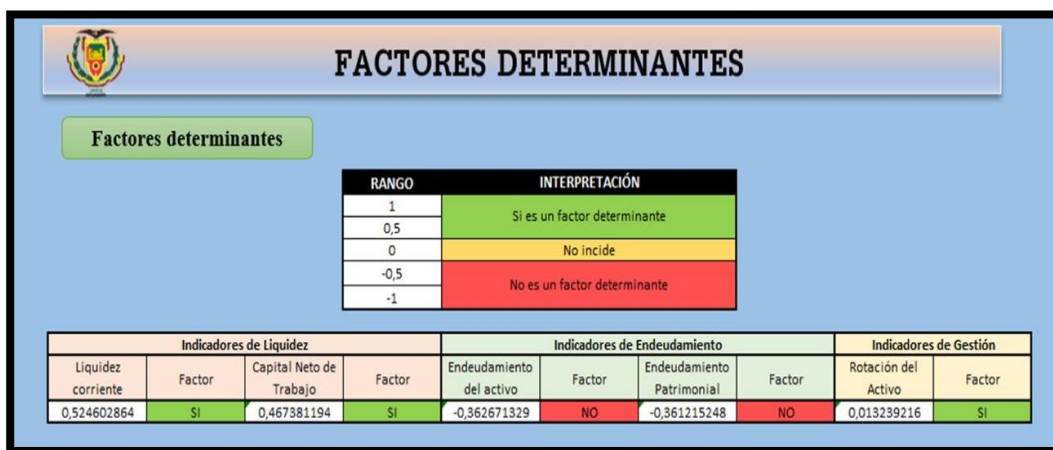 FACTORES DETERMINANTES
Factores determinantes
RANGO INTERPRETACIÓN
1
Si es un factor determinante
0,5
0 No incide
-0,5
No es un factor determinante
-1
Indicadores de Liquidez Indicadores de Endeudamiento Indicadores de Gestión
Liquidez corriente Factor Capital Neto de Trabajo Factor Endeudamiento del activo Factor Endeudamiento Patrimonial Factor Rotación del Activo Factor
0,524602864 SI 0,467381194 SI -0,362671329 NO -0,361215248 NO 0,013239216 SI